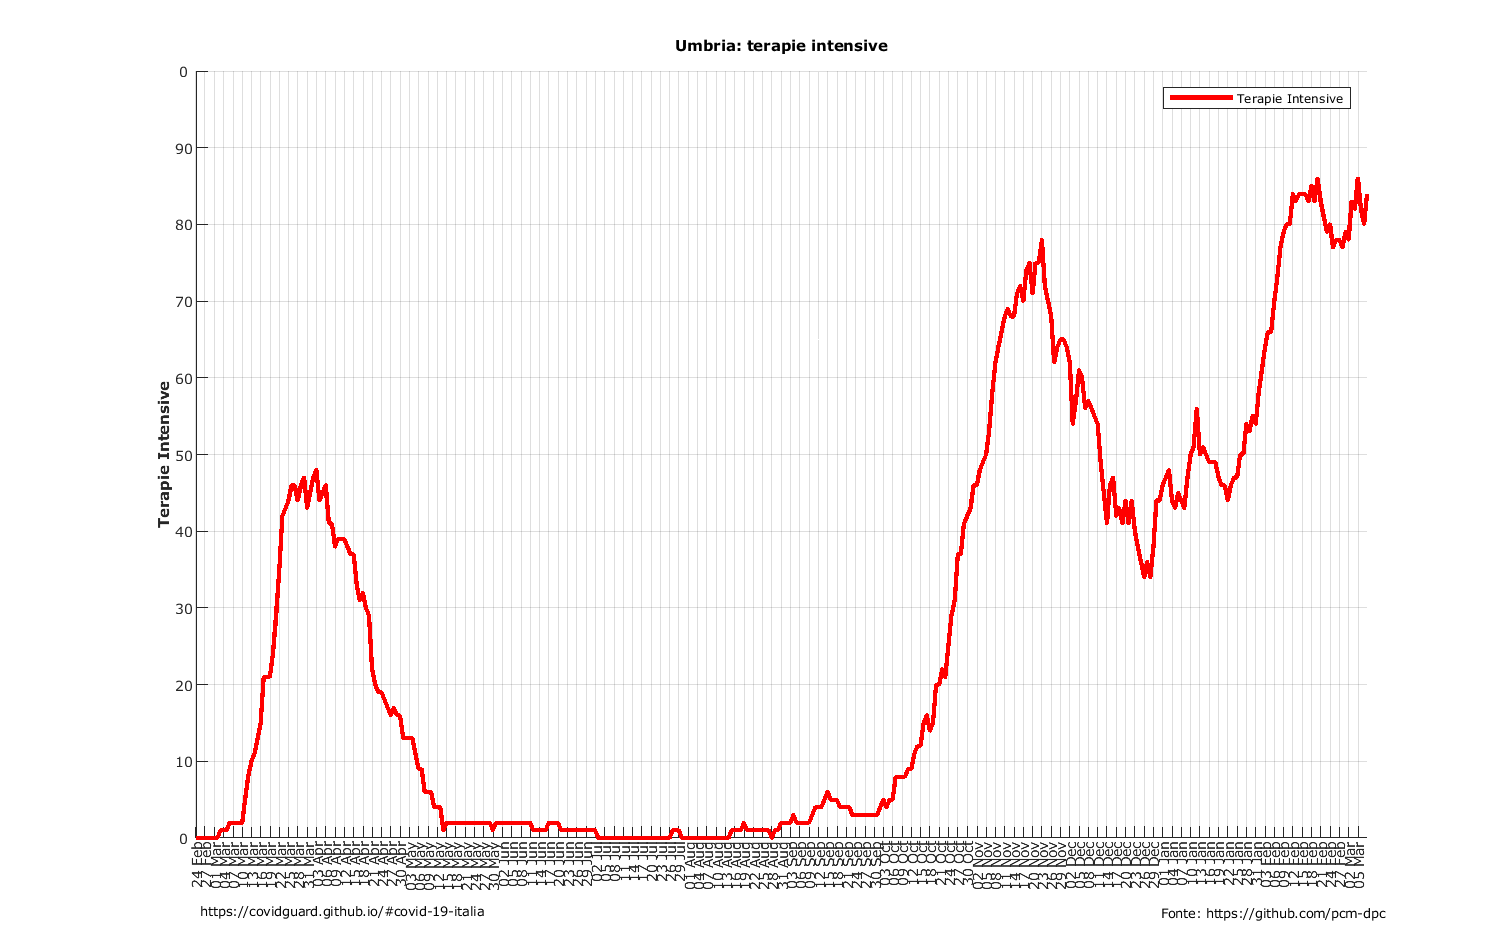 Umbria: terapie intensive
Terapie Intensive
0
90
80
70
60
50
40
30
20
10
0
Terapie Intensive
24 Feb
27 Feb
01 Mar
04 Mar
07 Mar
10 Mar
13 Mar
16 Mar
19 Mar
22 Mar
25 Mar
28 Mar
31 Mar
03 Apr
06 Apr
09 Apr
12 Apr
15 Apr
18 Apr
21 Apr
24 Apr
27 Apr
30 Apr
03 May
06 May
09 May
12 May
15 May
18 May
21 May
24 May
27 May
30 May
02 Jun
05 Jun
08 Jun
11 Jun
14 Jun
17 Jun
20 Jun
23 Jun
26 Jun
29 Jun
02 Jul
05 Jul
08 Jul
11 Jul
14 Jul
17 Jul
20 Jul
23 Jul
26 Jul
29 Jul
01 Aug
04 Aug
07 Aug
10 Aug
13 Aug
16 Aug
19 Aug
22 Aug
25 Aug
28 Aug
31 Aug
03 Sep
06 Sep
09 Sep
12 Sep
15 Sep
18 Sep
21 Sep
24 Sep
27 Sep
30 Sep
03 Oct
06 Oct
09 Oct
12 Oct
15 Oct
18 Oct
21 Oct
24 Oct
27 Oct
30 Oct
02 Nov
05 Nov
08 Nov
11 Nov
14 Nov
17 Nov
20 Nov
23 Nov
26 Nov
29 Nov
02 Dec
05 Dec
08 Dec
11 Dec
14 Dec
17 Dec
20 Dec
23 Dec
26 Dec
29 Dec
01 Jan
04 Jan
07 Jan
10 Jan
13 Jan
16 Jan
19 Jan
22 Jan
25 Jan
28 Jan
31 Jan
03 Feb
06 Feb
09 Feb
12 Feb
15 Feb
18 Feb
21 Feb
24 Feb
27 Feb
02 Mar
05 Mar
https://covidguard.github.io/#covid-19-italia
Fonte: https://github.com/pcm-dpc